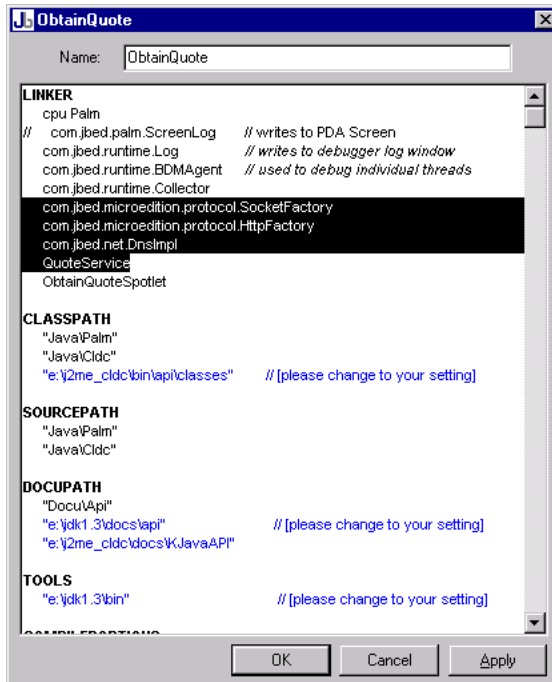 Jb ObtainQuote
Name: ObtainQuote
LINKER
cpu Palm
// com.jbed.palm.ScreenLog // writes to PDA Screen
com.jbed.runtime.Log // writes to debugger log window
com.jbed.runtime.BDMAgent // used to debug individual threads
com.jbed.runtime.Collector
com.jbed.microedition.protocol.SocketFactory
com.jbed.microedition.protocol.HttpFactory
com.jbed.net.DnsImpl
QuoteService
ObtainQuoteSpotlet
CLASSPATH
"Java\Palm"
"Java\Cldc"
"e:\j2me_cldc\bin\api\classes" // [please change to your setting]
SOURCEPATH
"Java\Palm"
"Java\Cldc"
DOCUPATH
"Docu\Api"
"e:\jdk1.3\docs\api" // [please change to your setting]
"e:\j2me_cldc\docs\KJavaAPI"
TOOLS
"e:\jdk1.3\bin" // [please change to your setting]
OK Cancel Apply